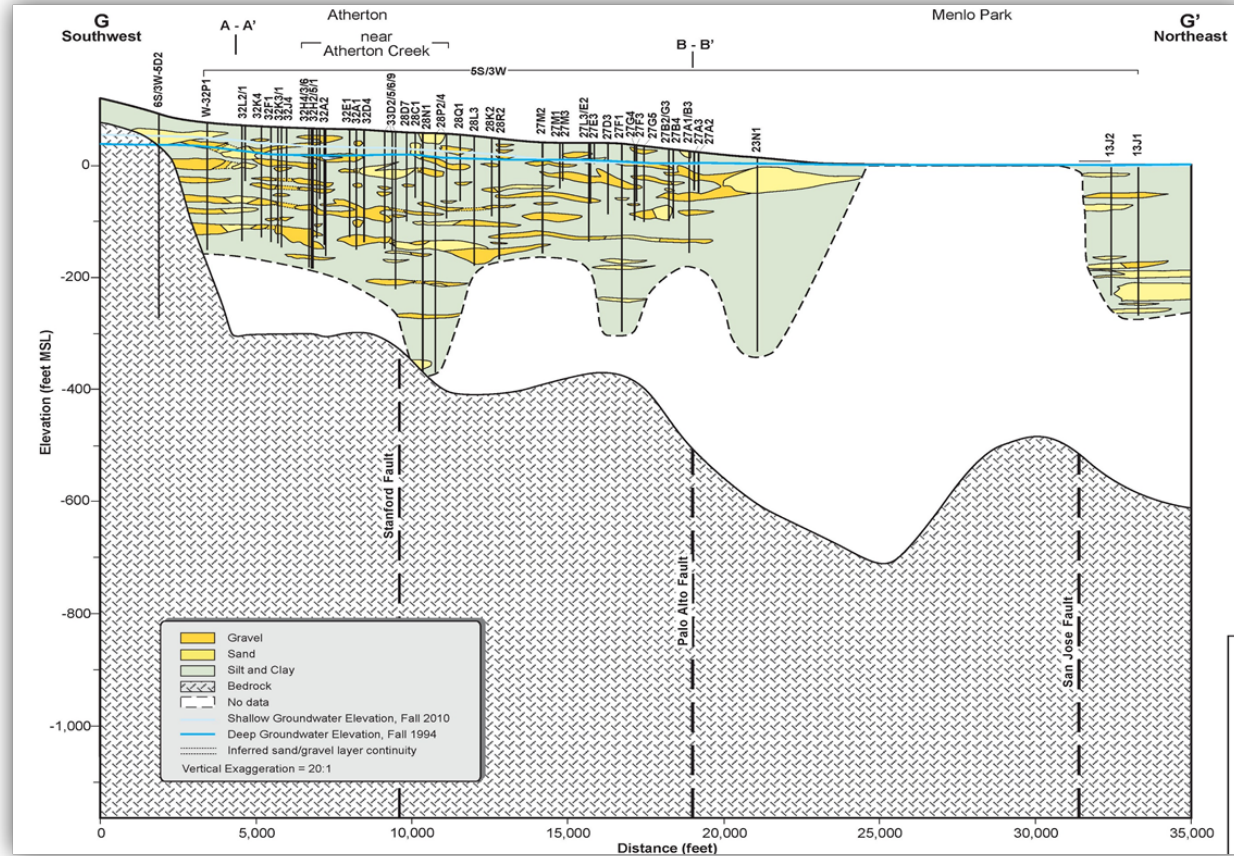 G
Southwest
A - A'
Atherton
near
Atherton Creek
B - B'
Menlo Park
G'
Northeast
5S/3W
6S/3W-5D2
W-32P1
32L2/1
32K4
32F1
32K3/1
32J4
32H4/3/6
32H2/5/1
32A2
32E1
32A1
32D4
33D2/5/6/9
28D7
28C1
28N1
28P2/4
28Q1
28L3
28K2
28R2
27M2
27M1
27M3
27L3/E2
27E3
27D3
27F1
27G4
27F3
27G5
27B2/G3
27B4
27A1/B3
27A3
27A2
23N1
13J2
13J1
Elevation (feet MSL)
0
-200
-400
-600
-800
-1,000
Stanford Fault
Palo Alto Fault
San Jose Fault
Gravel
Sand
Silt and Clay
Bedrock
No data
Shallow Groundwater Elevation, Fall 2010
Deep Groundwater Elevation, Fall 1994
Inferred sand/gravel layer continuity
Vertical Exaggeration = 20:1
0
5,000
10,000
15,000
20,000
25,000
30,000
35,000
Distance (feet)